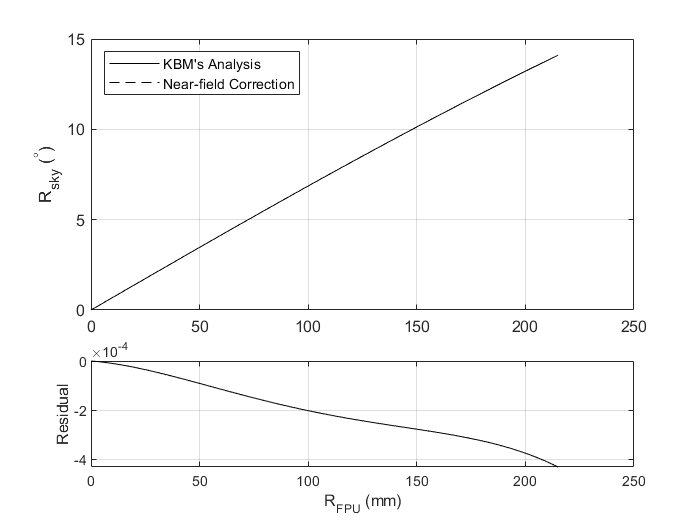 15
KBM's Analysis
Near-field Correction
10
5
0
R_sky (°)
0 50 100 150 200 250
×10^-4
0
-2
-4
Residual
0 50 100 150 200 250
R_FPU (mm)